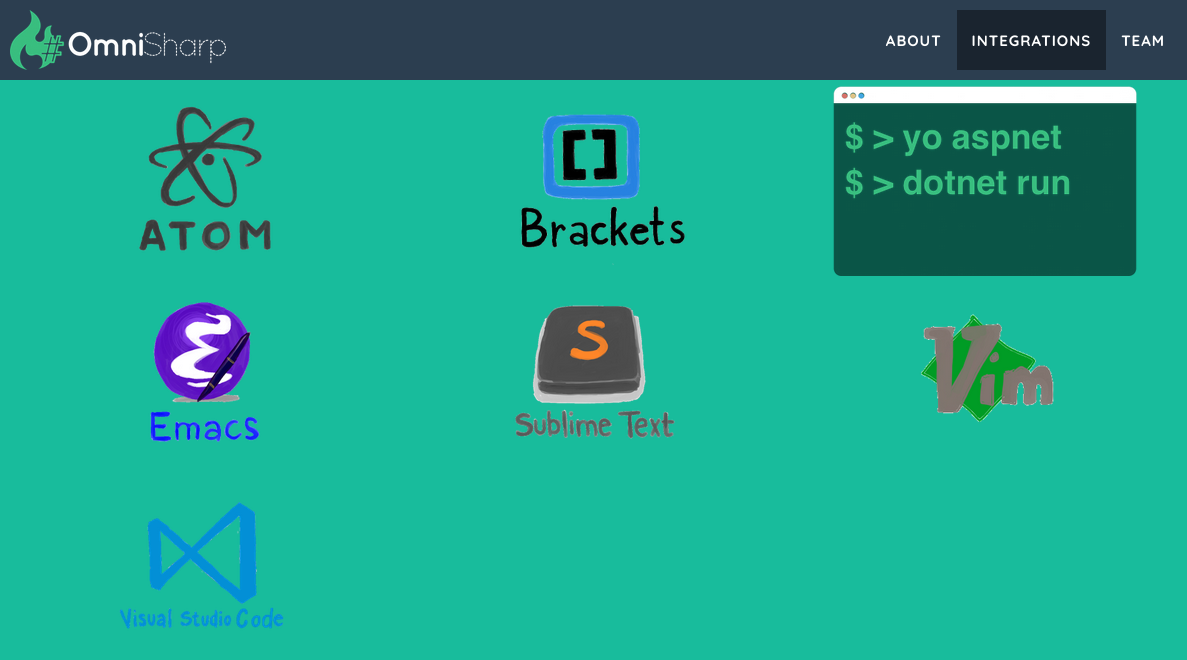 #OmniSharp
ABOUT
INTEGRATIONS
TEAM
ATOM
[]
Brackets
$ > yo aspnet
$ > dotnet run
Emacs
S
Sublime Text
Vim
Visual Studio Code